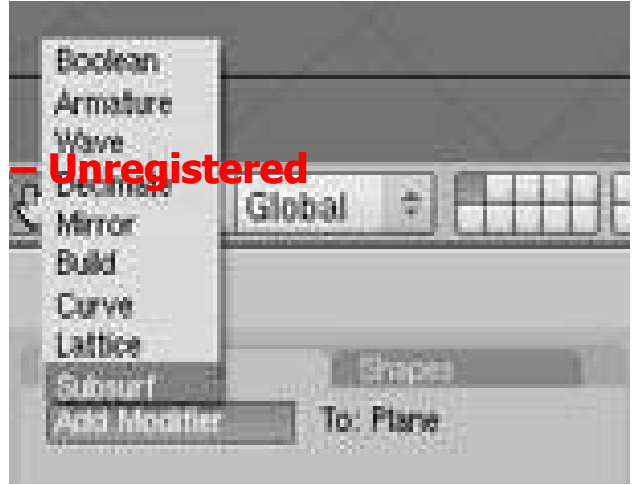 Boolean
Armature
Wave
– Unregistered
Decimate
Global
Mirror
Build
Curve
Lattice
Shapes
Subsurf
Add Modifier To: Plane